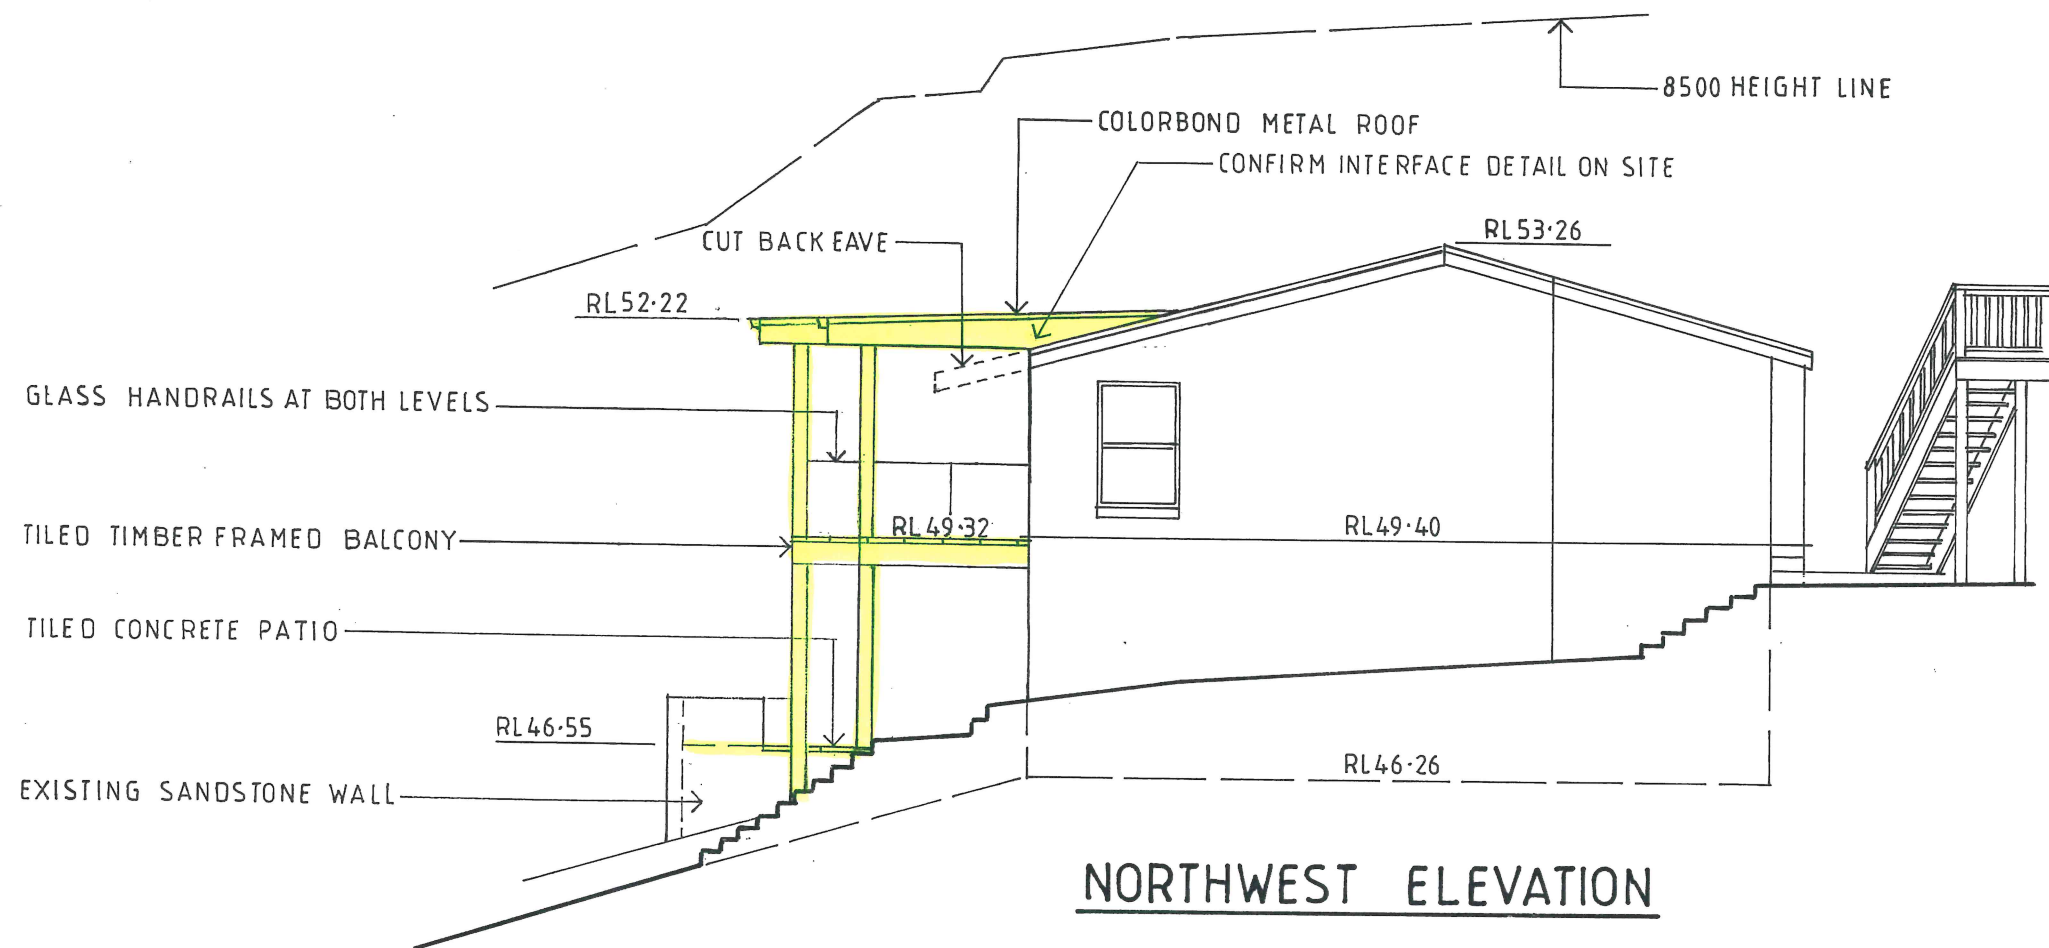 8500 HEIGHT LINE
COLORBOND METAL ROOF
CONFIRM INTERFACE DETAIL ON SITE
CUT BACK EAVE
RL53·26
RL52·22
GLASS HANDRAILS AT BOTH LEVELS
TILED TIMBER FRAMED BALCONY
RL49·32
RL49·40
TILED CONCRETE PATIO
RL46·55
RL46·26
EXISTING SANDSTONE WALL
NORTHWEST ELEVATION